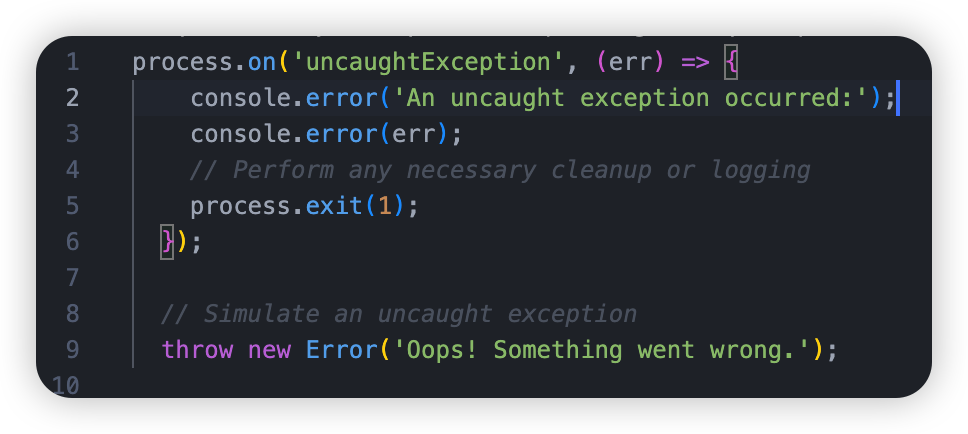 1 process.on('uncaughtException', (err) => {
2 console.error('An uncaught exception occurred:');
3 console.error(err);
4 // Perform any necessary cleanup or logging
5 process.exit(1);
6 });
7
8 // Simulate an uncaught exception
9 throw new Error('Oops! Something went wrong.');
10